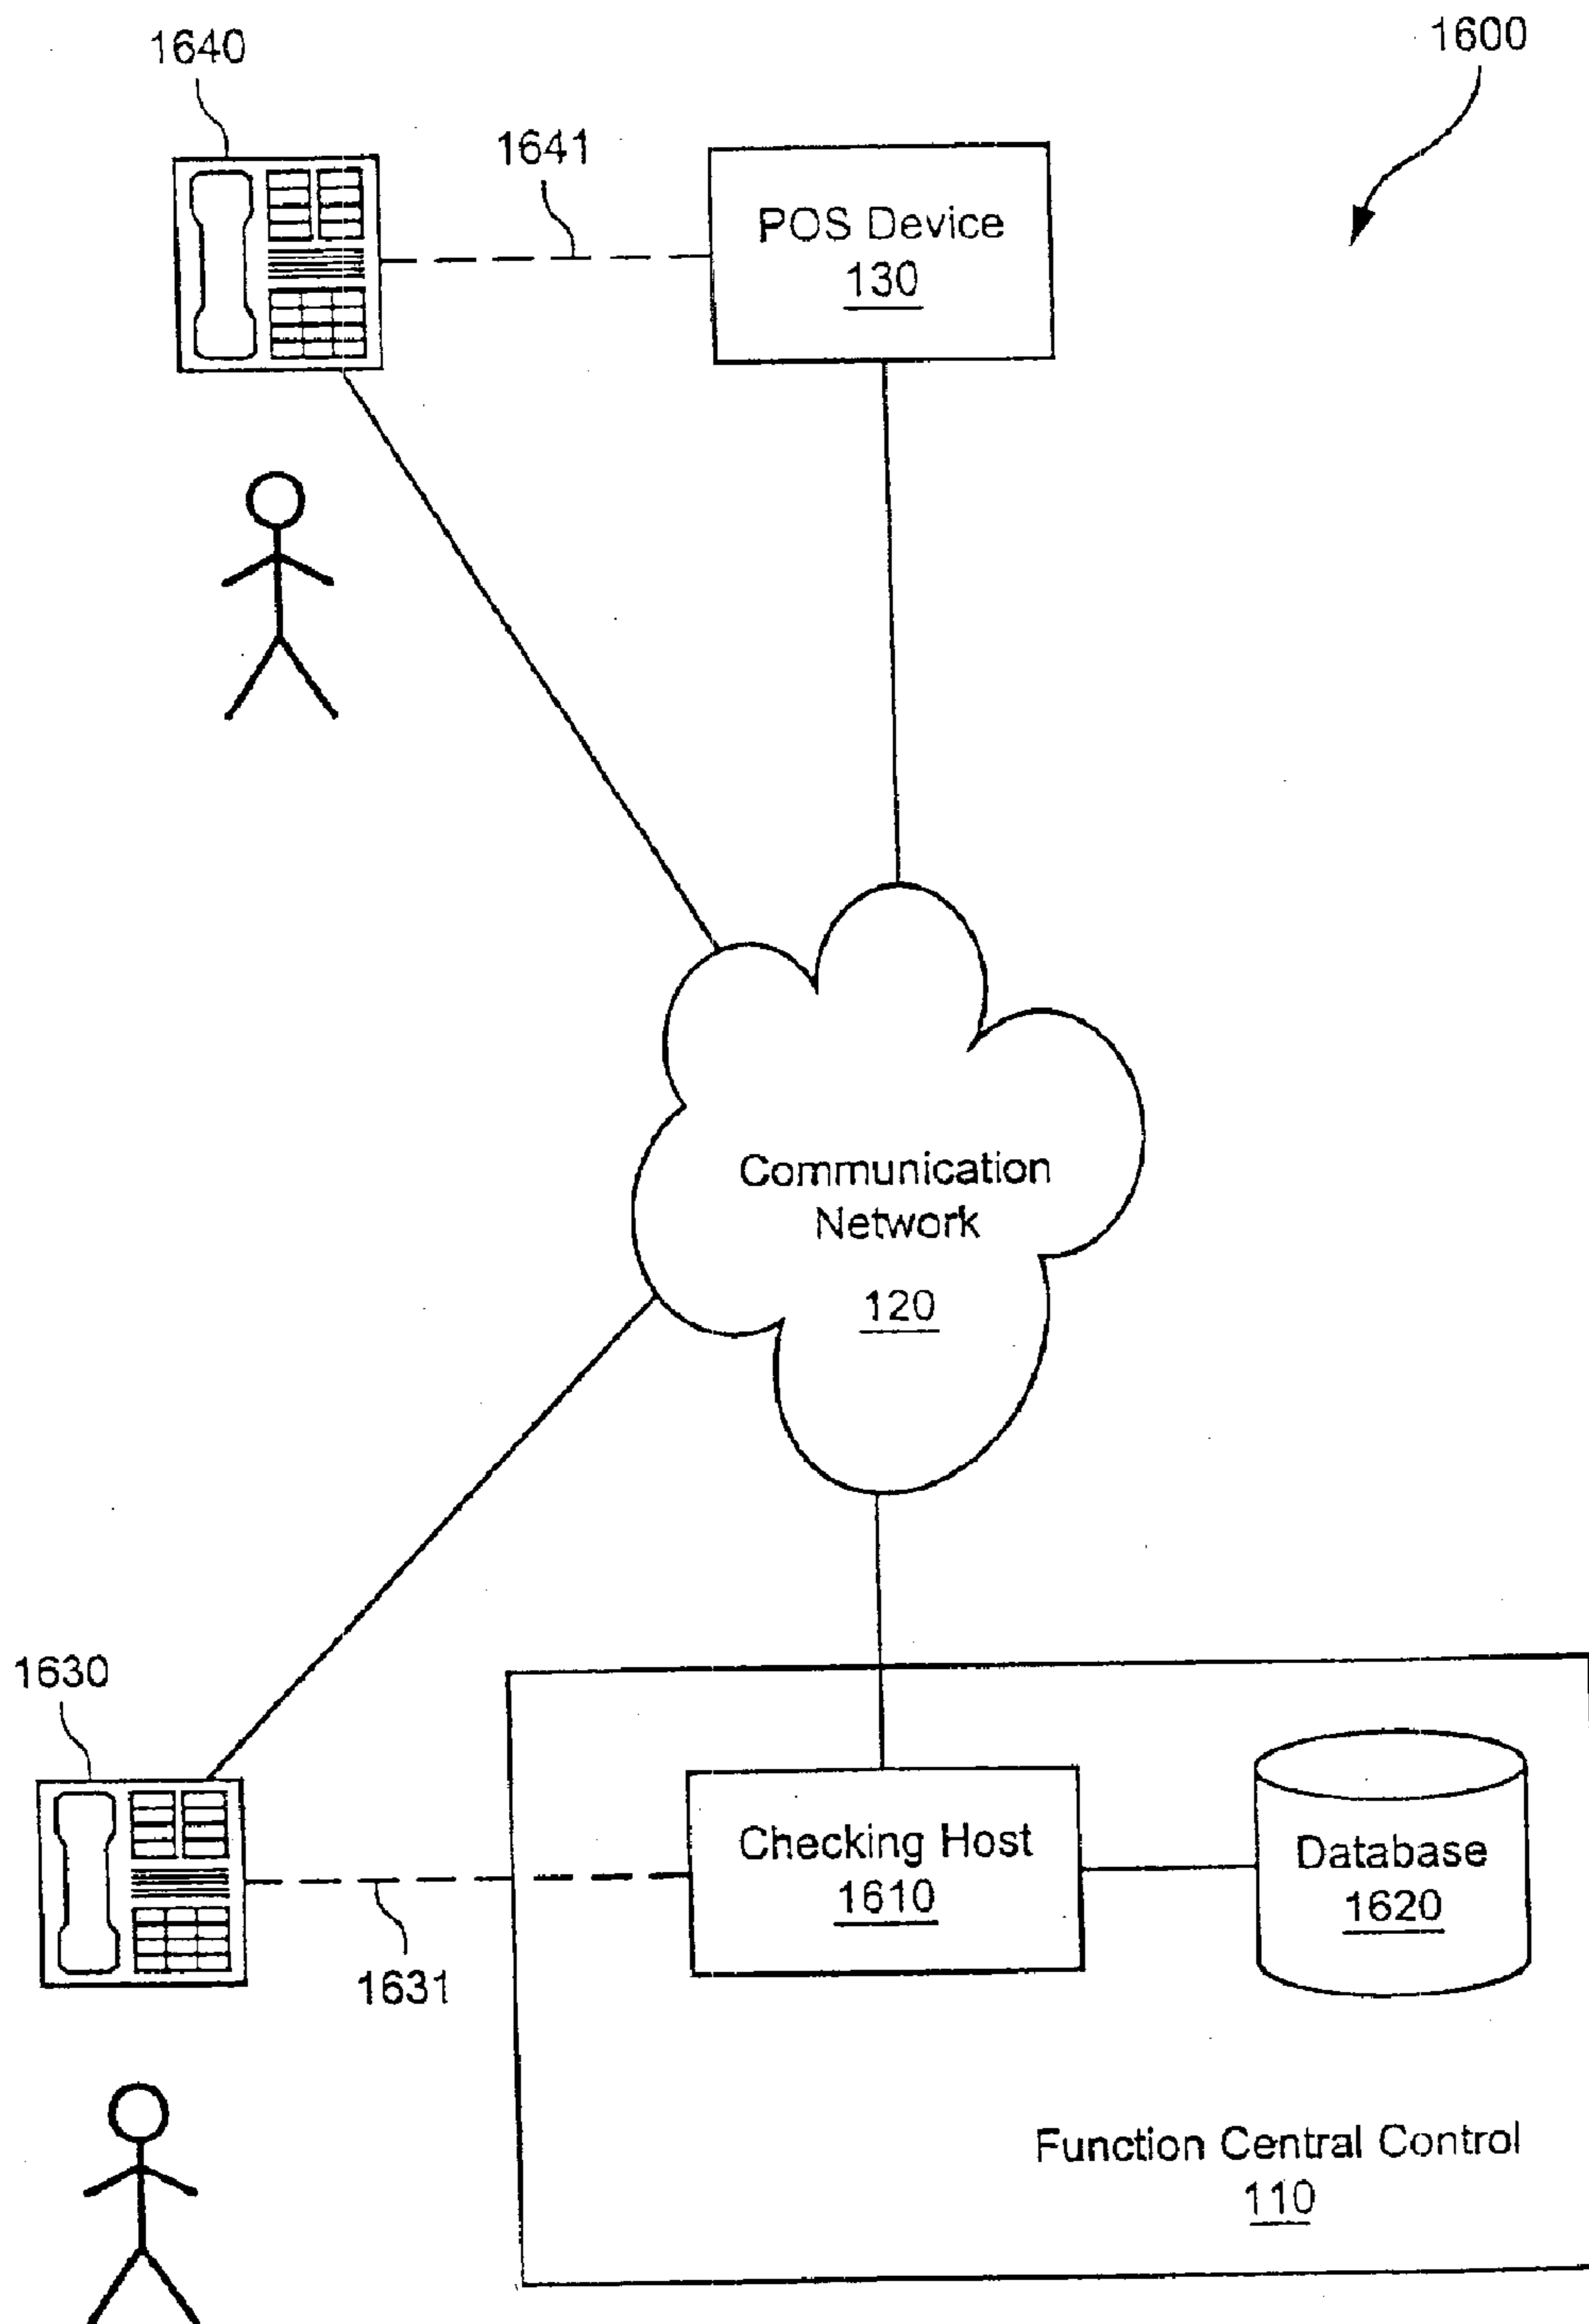 1640
1600
1641
POS Device
130
Communication
Network
120
1630
Checking Host
1610
Database
1620
1631
Function Central Control
110